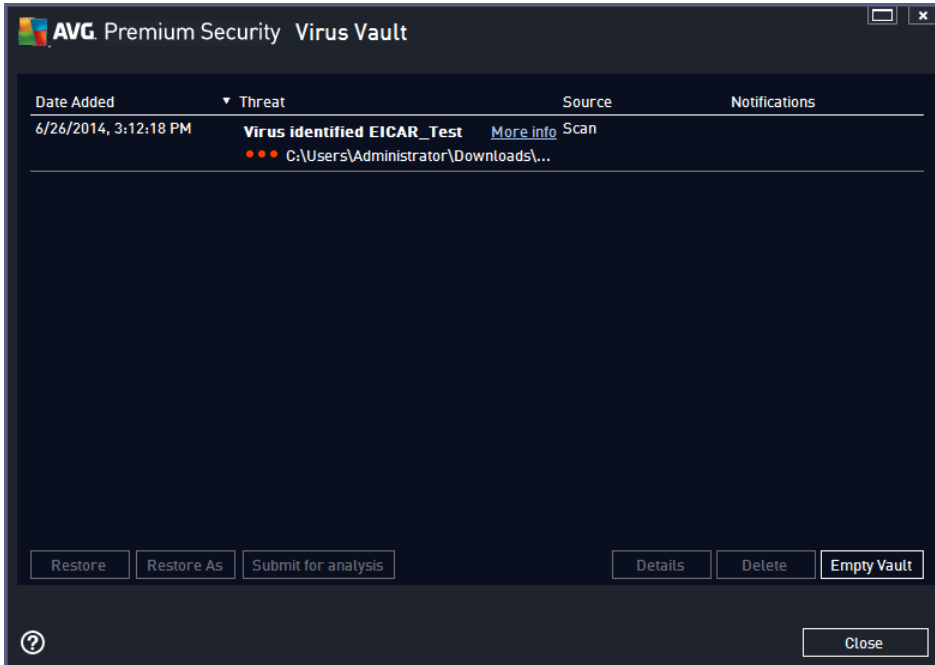 AVG. Premium Security Virus Vault
Date Added Threat Source Notifications
6/26/2014, 3:12:18 PM Virus identified EICAR_Test More info Scan
C:\Users\Administrator\Downloads\...
Restore Restore As Submit for analysis Details Delete Empty Vault
? Close